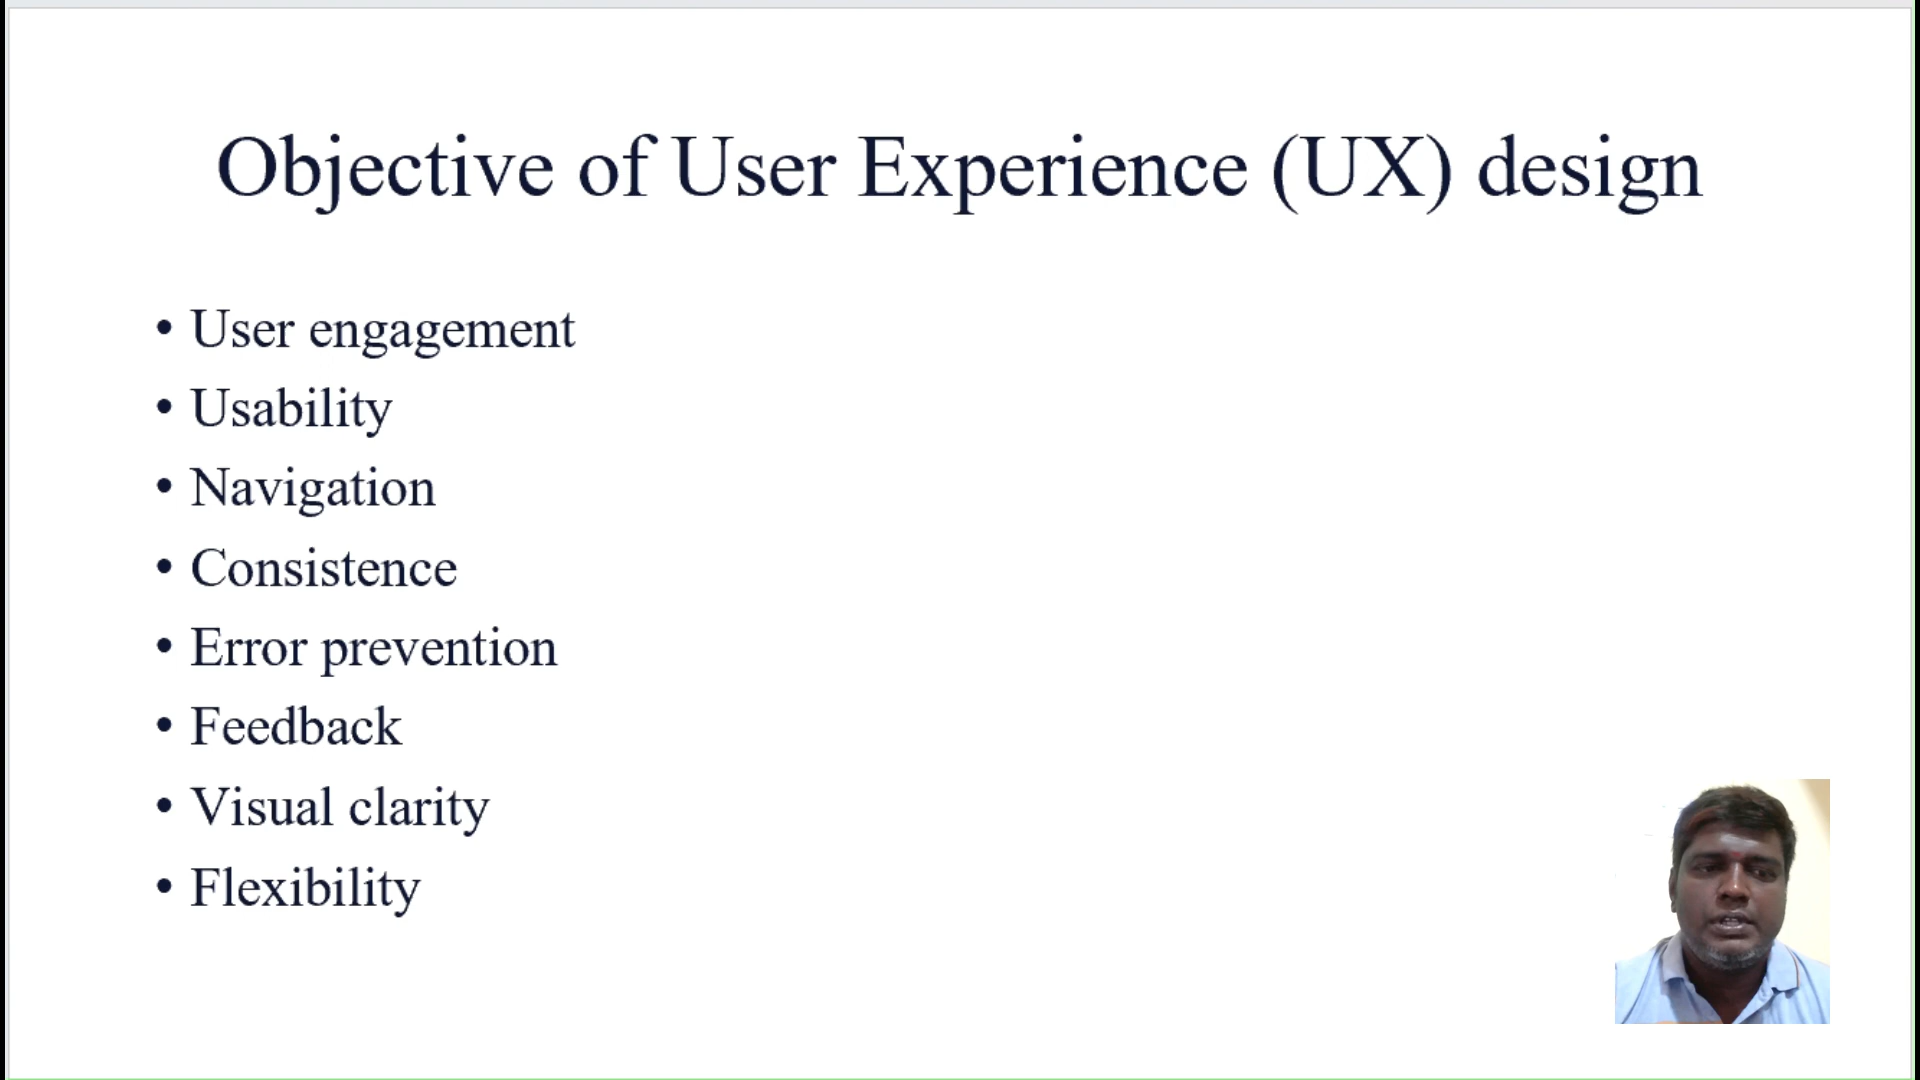 Objective of User Experience (UX) design
• User engagement
• Usability
• Navigation
• Consistence
• Error prevention
• Feedback
• Visual clarity
• Flexibility